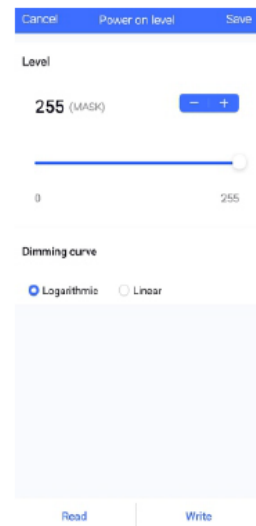 Cancel Power on level Save
Level
255 (MASK) - +
0 255
Dimming curve
Logarithmic Linear
Read Write